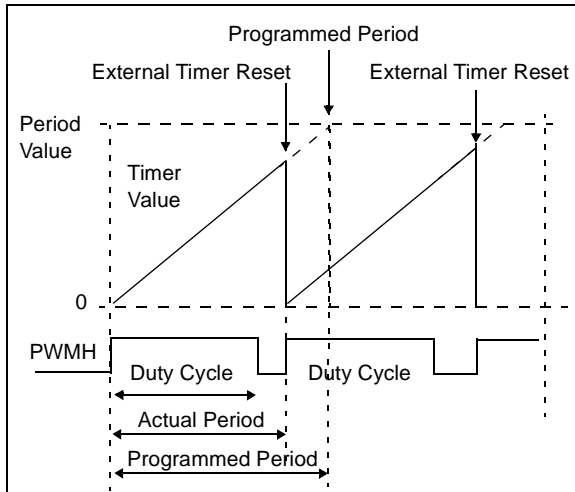 Programmed Period
External Timer Reset
External Timer Reset
Period
Value
Timer
Value
0
PWMH
Duty Cycle
Duty Cycle
Actual Period
Programmed Period